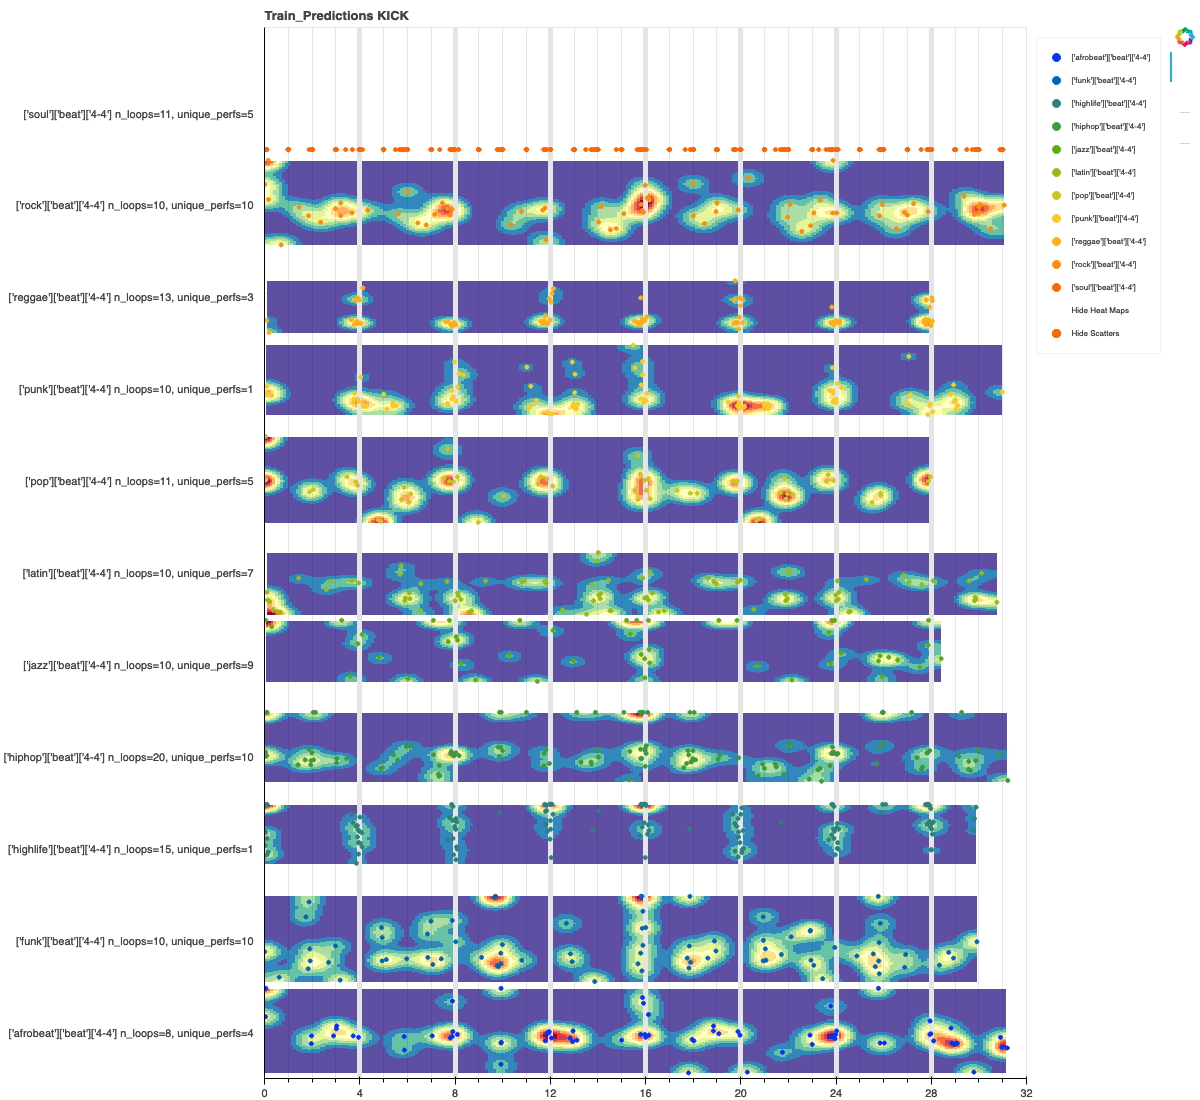 Train_Predictions KICK
['soul']['beat']['4-4'] n_loops=11, unique_perfs=5
['rock']['beat']['4-4'] n_loops=10, unique_perfs=10
['reggae']['beat']['4-4'] n_loops=13, unique_perfs=3
['punk']['beat']['4-4'] n_loops=10, unique_perfs=1
['pop']['beat']['4-4'] n_loops=11, unique_perfs=5
['latin']['beat']['4-4'] n_loops=10, unique_perfs=7
['jazz']['beat']['4-4'] n_loops=10, unique_perfs=9
['hiphop']['beat']['4-4'] n_loops=20, unique_perfs=10
['highlife']['beat']['4-4'] n_loops=15, unique_perfs=1
['funk']['beat']['4-4'] n_loops=10, unique_perfs=10
['afrobeat']['beat']['4-4'] n_loops=8, unique_perfs=4
0 4 8 12 16 20 24 28 32
['afrobeat']['beat']['4-4']
['funk']['beat']['4-4']
['highlife']['beat']['4-4']
['hiphop']['beat']['4-4']
['jazz']['beat']['4-4']
['latin']['beat']['4-4']
['pop']['beat']['4-4']
['punk']['beat']['4-4']
['reggae']['beat']['4-4']
['rock']['beat']['4-4']
['soul']['beat']['4-4']
Hide Heat Maps
Hide Scatters